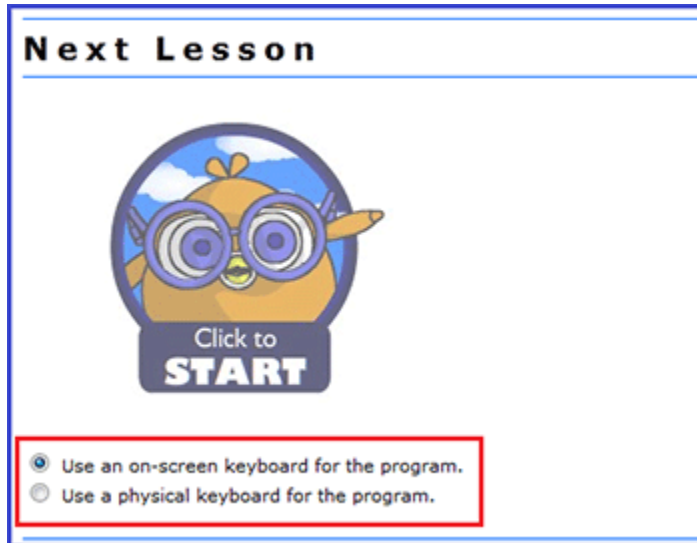 Next Lesson
Click to
START
Use an on-screen keyboard for the program.
Use a physical keyboard for the program.